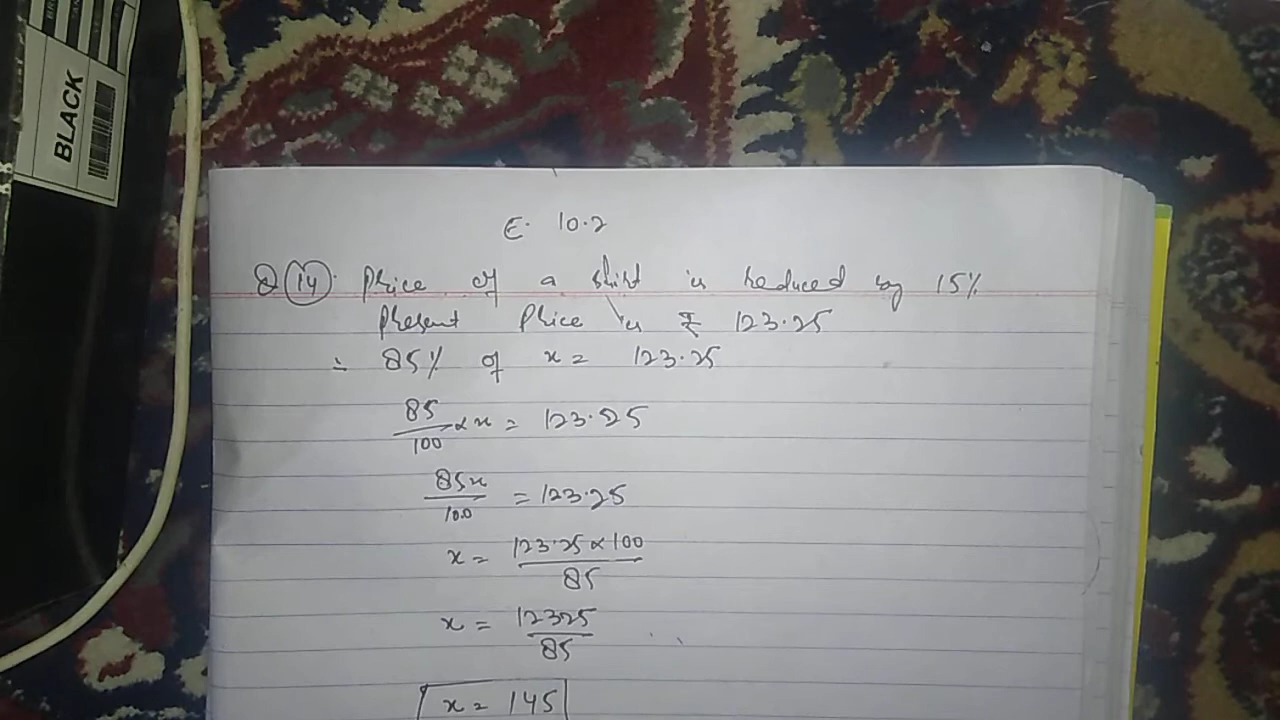 BLACK
E. 10.2
Q 14. Price of a shirt is reduced by 15%
Present Price is ₹ 123.25
= 85% of x = 123.25
85/100 × x = 123.25
85x/100 = 123.25
x = 123.25 × 100/85
x = 12325/85
x = 145